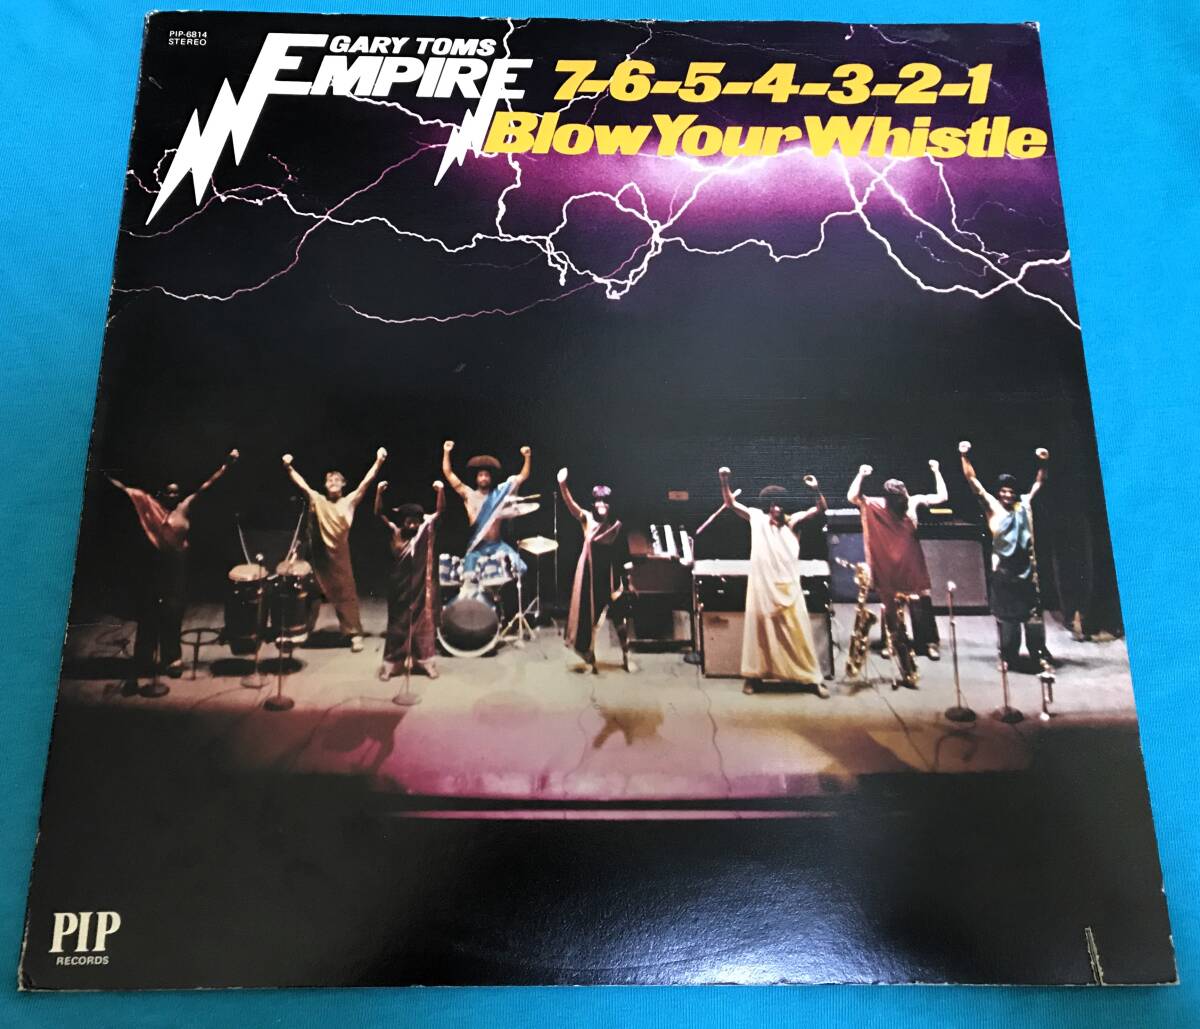 PIP-6814
STEREO
GARY TOMS
EMPIRE
7-6-5-4-3-2-1
Blow Your Whistle
PIP
RECORDS